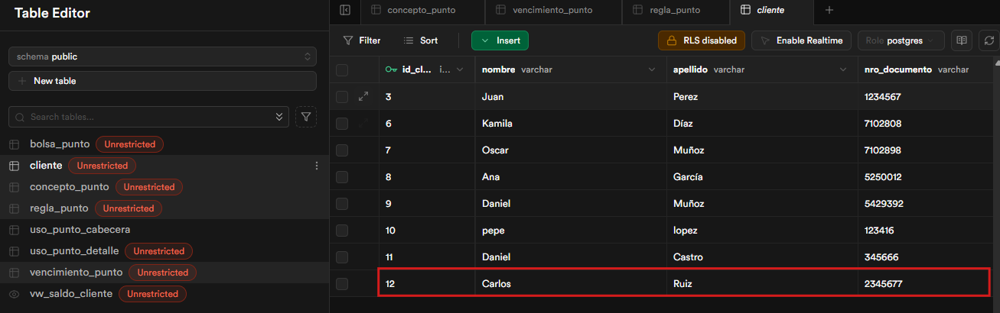 Table Editor
schema public
New table
Search tables...
bolsa_punto Unrestricted
cliente Unrestricted
concepto_punto Unrestricted
regla_punto Unrestricted
uso_punto_cabecera
uso_punto_detalle Unrestricted
vencimiento_punto Unrestricted
vw_saldo_cliente Unrestricted
concepto_punto vencimiento_punto regla_punto cliente
Filter Sort Insert RLS disabled Enable Realtime Role postgres
id_cl... i... nombre varchar apellido varchar nro_documento varchar
3 Juan Perez 1234567
6 Kamila Díaz 7102808
7 Oscar Muñoz 7102898
8 Ana García 5250012
9 Daniel Muñoz 5429392
10 pepe lopez 123416
11 Daniel Castro 345666
12 Carlos Ruiz 2345677